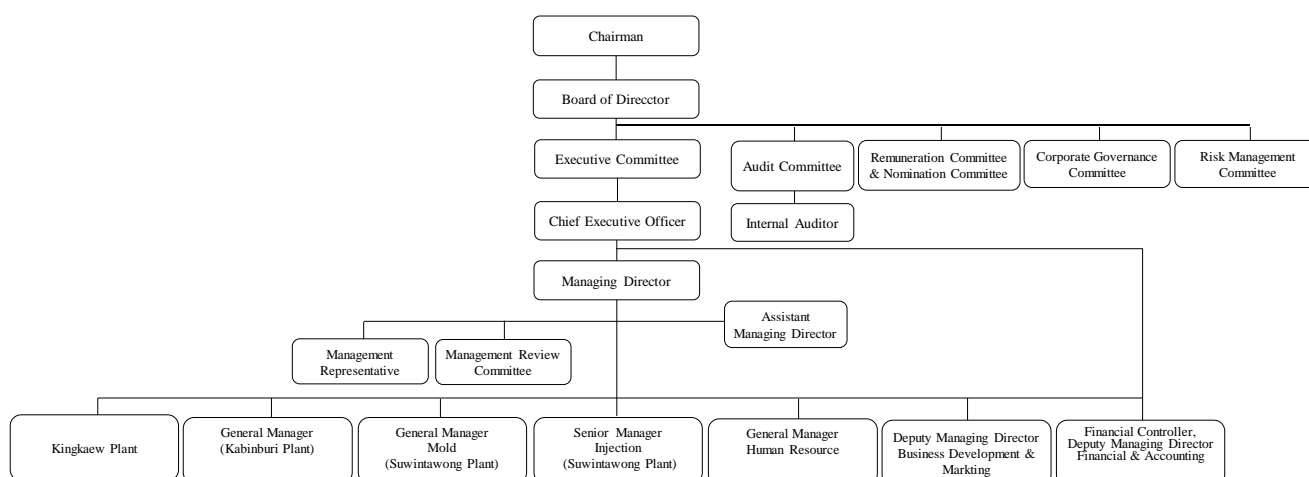 Chairman
Board of Direcctor
Executive Committee
Audit Committee
Remuneration Committee
& Nomination Committee
Corporate Governance
Committee
Risk Management
Committee
Chief Executive Officer
Internal Auditor
Managing Director
Assistant
Managing Director
Management
Representative
Management Review
Committee
Kingkaew Plant
General Manager
(Kabinburi Plant)
General Manager
Mold
(Suwintawong Plant)
Senior Manager
Injection
(Suwintawong Plant)
General Manager
Human Resource
Deputy Managing Director
Business Development &
Markting
Financial Controller,
Deputy Managing Director
Financial & Accounting